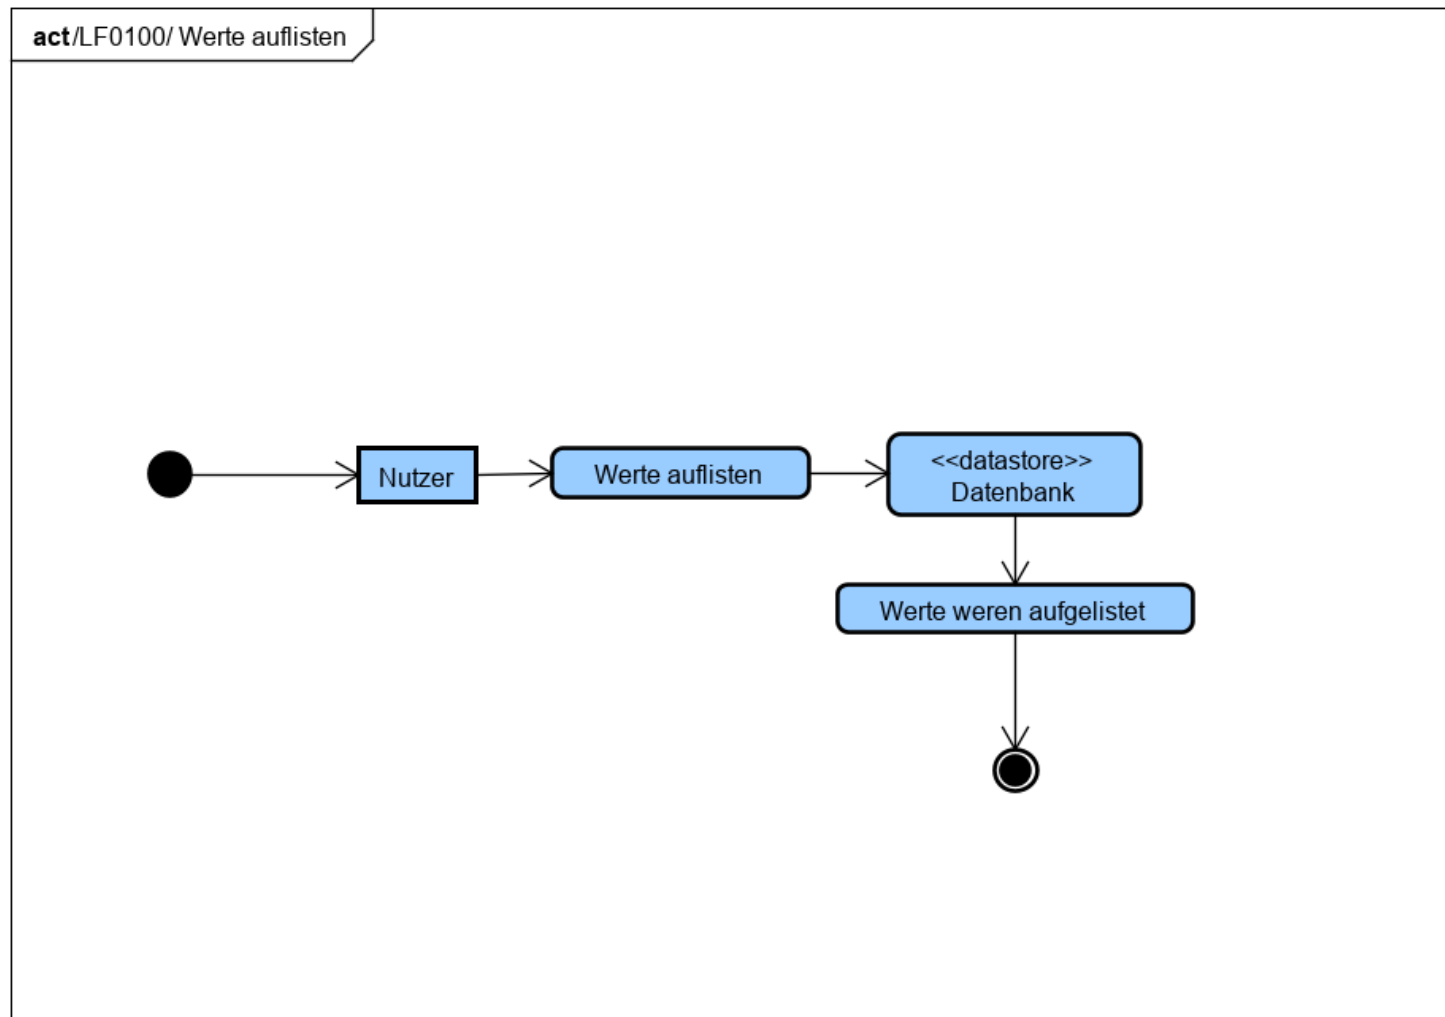 act/LF0100/ Werte auflisten
Nutzer
Werte auflisten
<<datastore>>
Datenbank
Werte weren aufgelistet